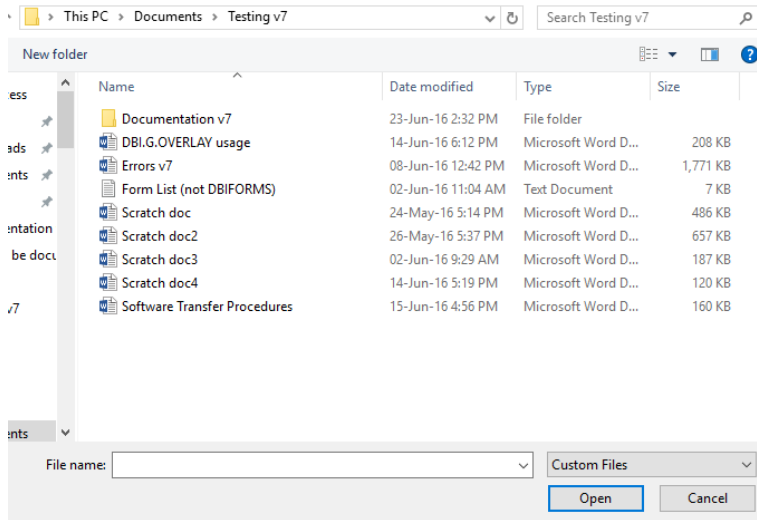 This PC > Documents > Testing v7 Search Testing v7
New folder
Name Date modified Type Size
ess
Documentation v7 23-Jun-16 2:32 PM File folder
ads DBI.G.OVERLAY usage 14-Jun-16 6:12 PM Microsoft Word D... 208 KB
ents Errors v7 08-Jun-16 12:42 PM Microsoft Word D... 1,771 KB
Form List (not DBIFORMS) 02-Jun-16 11:04 AM Text Document 7 KB
Scratch doc 24-May-16 5:14 PM Microsoft Word D... 486 KB
entation Scratch doc2 26-May-16 5:37 PM Microsoft Word D... 657 KB
be docu Scratch doc3 02-Jun-16 9:29 AM Microsoft Word D... 187 KB
Scratch doc4 14-Jun-16 5:19 PM Microsoft Word D... 120 KB
v7 Software Transfer Procedures 15-Jun-16 4:56 PM Microsoft Word D... 160 KB
ents
File name: Custom Files
Open Cancel